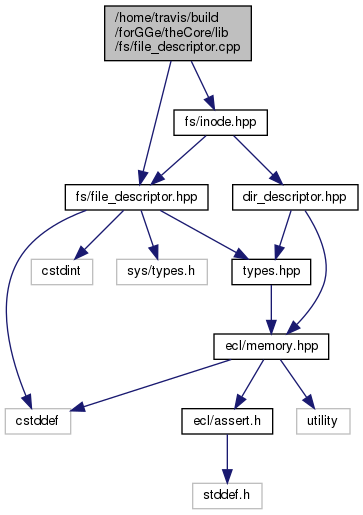 /home/travis/build
/forGGe/theCore/lib
/fs/file_descriptor.cpp
fs/inode.hpp
fs/file_descriptor.hpp
dir_descriptor.hpp
cstdint
sys/types.h
types.hpp
ecl/memory.hpp
cstddef
ecl/assert.h
utility
stddef.h